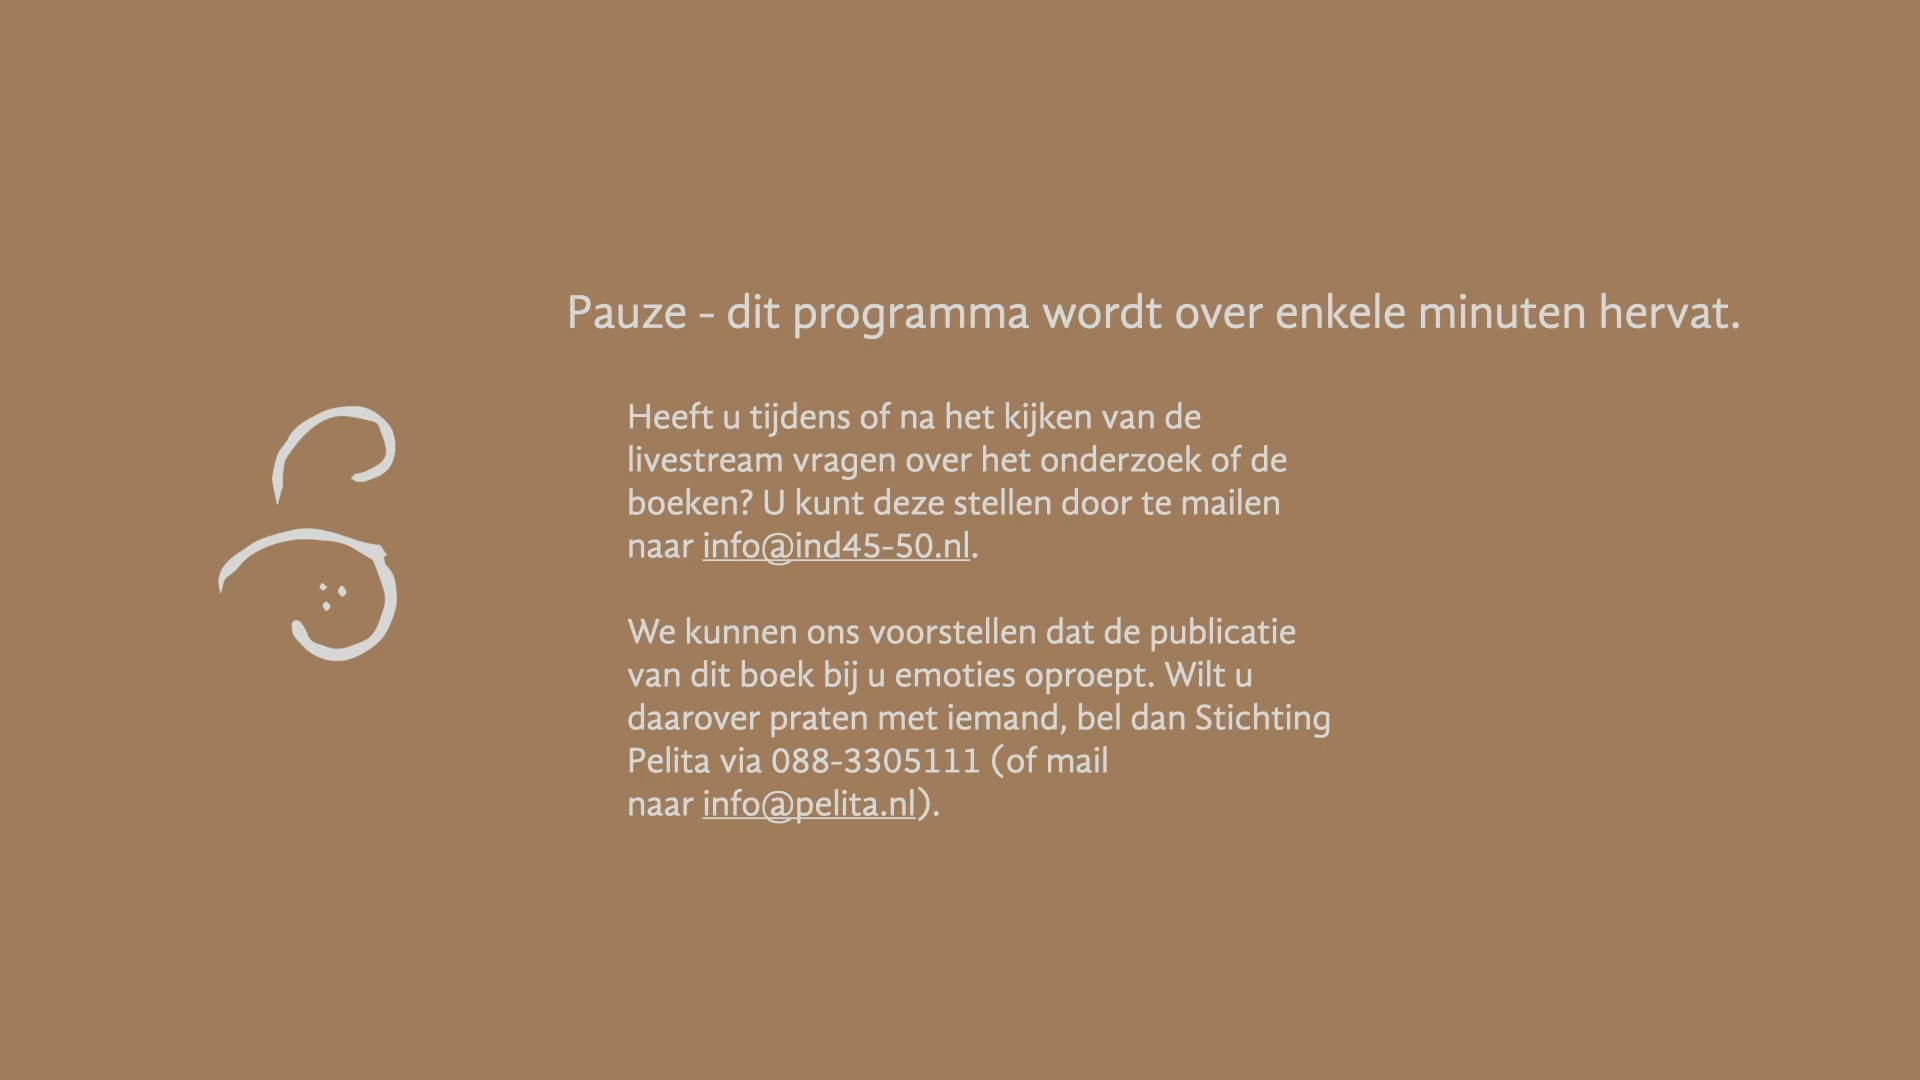 Pauze - dit programma wordt over enkele minuten hervat.
Heeft u tijdens of na het kijken van de
livestream vragen over het onderzoek of de
boeken? U kunt deze stellen door te mailen
naar info@ind45-50.nl.
We kunnen ons voorstellen dat de publicatie
van dit boek bij u emoties oproept. Wilt u
daarover praten met iemand, bel dan Stichting
Pelita via 088-3305111 (of mail
naar info@pelita.nl).